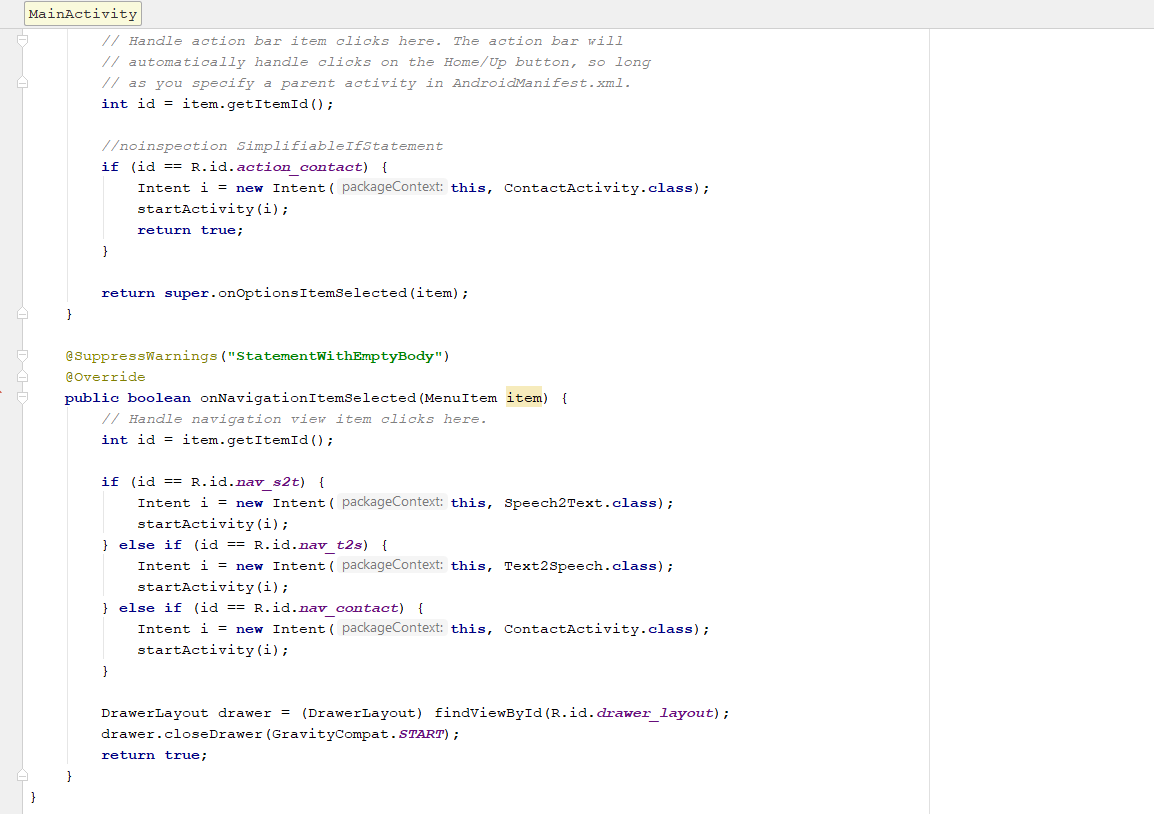 MainActivity
// Handle action bar item clicks here. The action bar will
// automatically handle clicks on the Home/Up button, so long
// as you specify a parent activity in AndroidManifest.xml.
int id = item.getItemId();
//noinspection SimplifiableIfStatement
if (id == R.id.action_contact) {
Intent i = new Intent( packageContext: this, ContactActivity.class);
startActivity(i);
return true;
}
return super.onOptionsItemSelected(item);
}
@SuppressWarnings("StatementWithEmptyBody")
@Override
public boolean onNavigationItemSelected(MenuItem item) {
// Handle navigation view item clicks here.
int id = item.getItemId();
if (id == R.id.nav_s2t) {
Intent i = new Intent( packageContext: this, Speech2Text.class);
startActivity(i);
} else if (id == R.id.nav_t2s) {
Intent i = new Intent( packageContext: this, Text2Speech.class);
startActivity(i);
} else if (id == R.id.nav_contact) {
Intent i = new Intent( packageContext: this, ContactActivity.class);
startActivity(i);
}
DrawerLayout drawer = (DrawerLayout) findViewById(R.id.drawer_layout);
drawer.closeDrawer(GravityCompat.START);
return true;
}
}